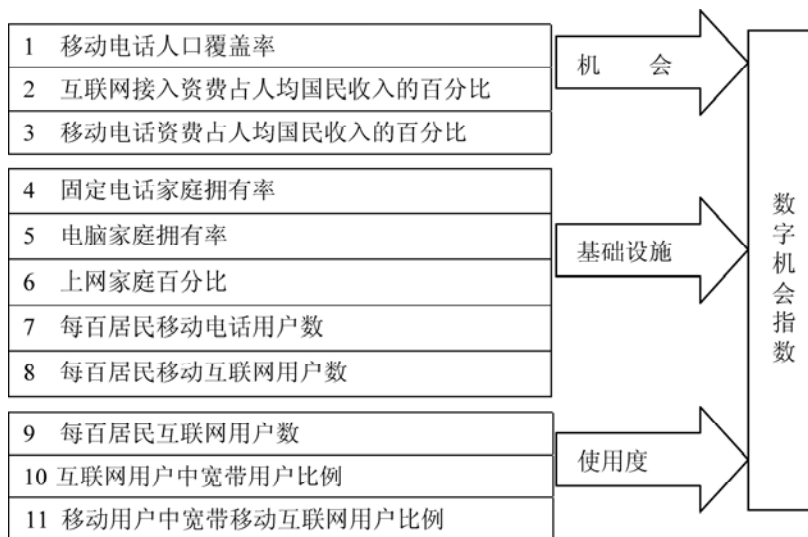 1 移动电话人口覆盖率
2 互联网接入资费占人均国民收入的百分比
3 移动电话资费占人均国民收入的百分比
机 会
4 固定电话家庭拥有率
5 电脑家庭拥有率
6 上网家庭百分比
7 每百居民移动电话用户数
8 每百居民移动互联网用户数
基础设施
9 每百居民互联网用户数
10 互联网用户中宽带用户比例
11 移动用户中宽带移动互联网用户比例
使用度
数字机会指数